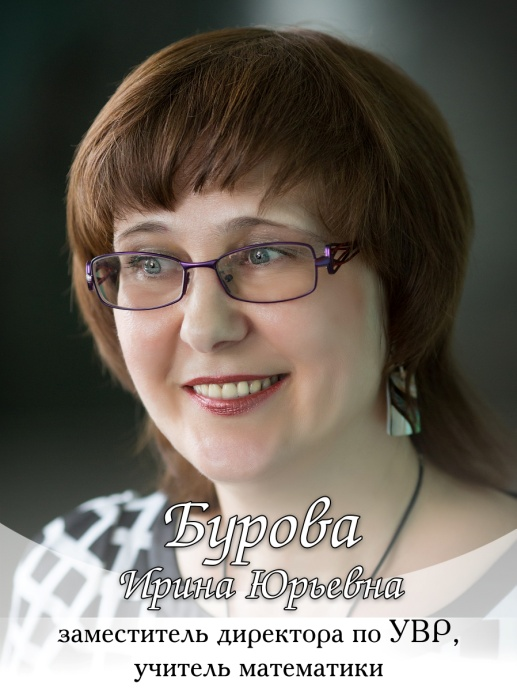 Бурова
Ирина Юрьевна
заместитель директора по УВР,
учитель математики